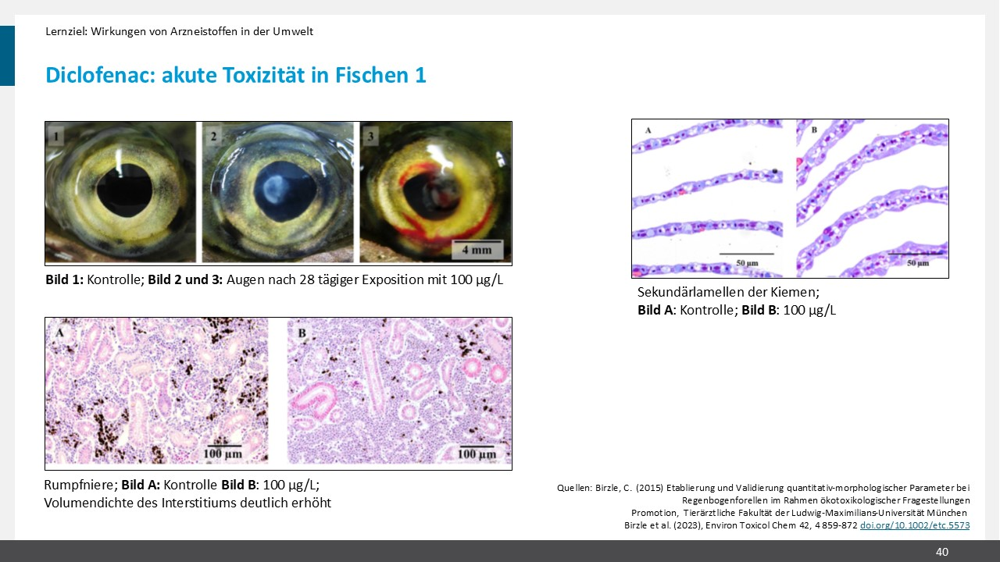 Lernziel: Wirkungen von Arzneistoffen in der Umwelt
Diclofenac: akute Toxizität in Fischen 1
1
2
3
4 mm
Bild 1: Kontrolle; Bild 2 und 3: Augen nach 28 tägiger Exposition mit 100 µg/L
A
B
50 µm
50 µm
Sekundärlamellen der Kiemen;
Bild A: Kontrolle; Bild B: 100 µg/L
A
B
100 µm
100 µm
Rumpfniere; Bild A: Kontrolle Bild B: 100 µg/L;
Volumendichte des Interstitiums deutlich erhöht
Quellen: Birzle, C. (2015) Etablierung und Validierung quantitativ-morphologischer Parameter bei
Regenbogenforellen im Rahmen ökotoxikologischer Fragestellungen
Promotion, Tierärztliche Fakultät der Ludwig-Maximilians-Universität München
Birzle et al. (2023), Environ Toxicol Chem 42, 4 859-872 doi.org/10.1002/etc.5573
40